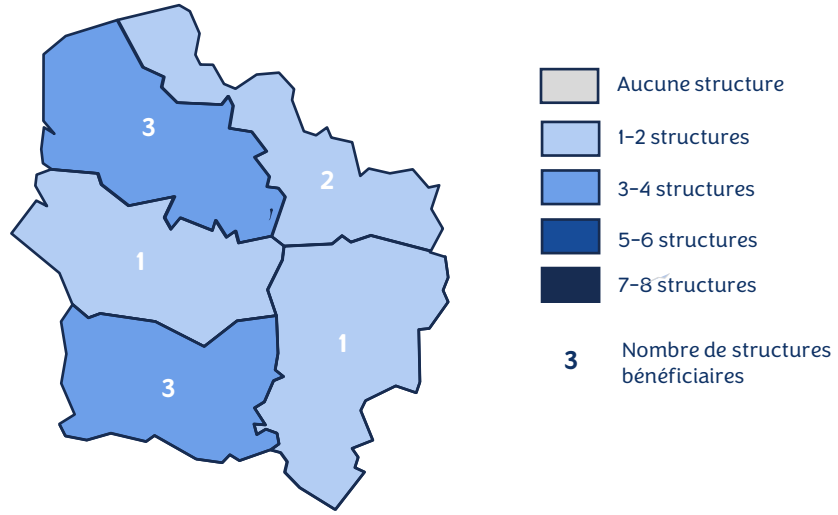 3
2
1
1
3
Aucune structure
1-2 structures
3-4 structures
5-6 structures
7-8 structures
3
Nombre de structures
bénéficiaires